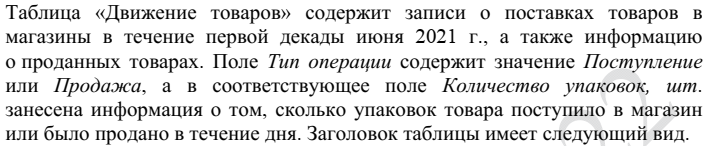 Таблица «Движение товаров» содержит записи о поставках товаров в
магазины в течение первой декады июня 2021 г., а также информацию
о проданных товарах. Поле Тип операции содержит значение Поступление
или Продажа, а в соответствующее поле Количество упаковок, шт.
занесена информация о том, сколько упаковок товара поступило в магазин
или было продано в течение дня. Заголовок таблицы имеет следующий вид.